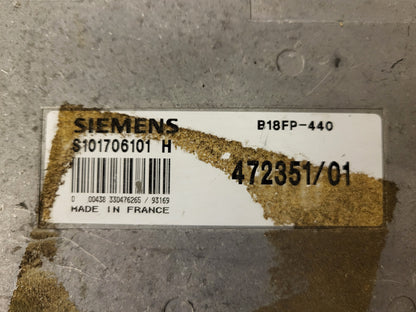 SIEMENS B18FP-440
S101706101 H
472351/01
0 00438 330476265 / 93169
MADE IN FRANCE